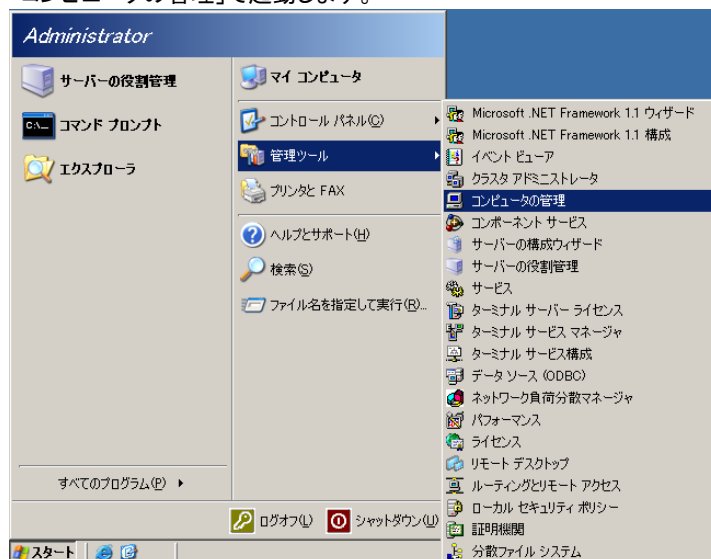 コンピュータの管理」で起動します。
Administrator
サーバーの役割管理
コマンド プロンプト
エクスプローラ
すべてのプログラム(P)
マイ コンピュータ
コントロール パネル(C)
管理ツール
プリンタと FAX
ヘルプとサポート(H)
検索(S)
ファイル名を指定して実行(R)...
Microsoft .NET Framework 1.1 ウィザード
Microsoft .NET Framework 1.1 構成
イベント ビューア
クラスタ アドミニストレータ
コンピュータの管理
コンポーネント サービス
サーバーの構成ウィザード
サーバーの役割管理
サービス
ターミナル サーバー ライセンス
ターミナル サービス マネージャ
ターミナル サービス構成
データ ソース (ODBC)
ネットワーク負荷分散マネージャ
パフォーマンス
ライセンス
リモート デスクトップ
ルーティングとリモート アクセス
ローカル セキュリティ ポリシー
証明機関
分散ファイル システム
ログオフ(L)
シャットダウン(U)
スタート